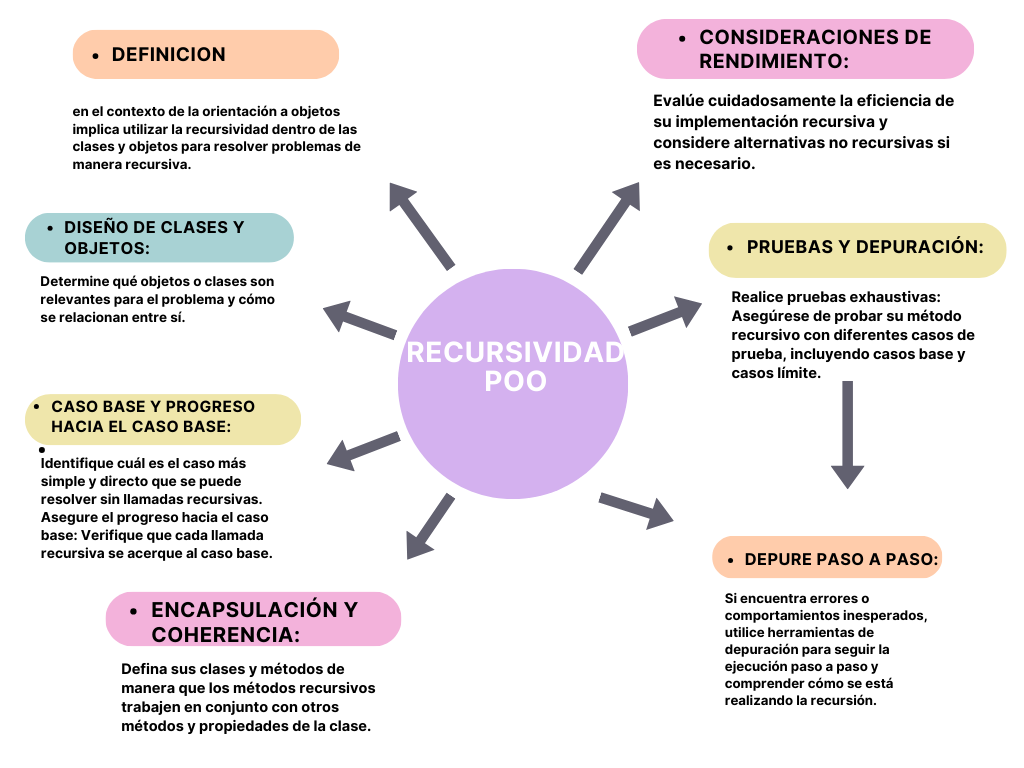 • DEFINICION
en el contexto de la orientación a objetos
implica utilizar la recursividad dentro de las
clases y objetos para resolver problemas de
manera recursiva.
• DISEÑO DE CLASES Y
OBJETOS:
Determine qué objetos o clases son
relevantes para el problema y cómo
se relacionan entre sí.
• CASO BASE Y PROGRESO
HACIA EL CASO BASE:
•
Identifique cuál es el caso más
simple y directo que se puede
resolver sin llamadas recursivas.
Asegure el progreso hacia el caso
base: Verifique que cada llamada
recursiva se acerque al caso base.
• ENCAPSULACIÓN Y
COHERENCIA:
Defina sus clases y métodos de
manera que los métodos recursivos
trabajen en conjunto con otros
métodos y propiedades de la clase.
RECURSIVIDAD
POO
• CONSIDERACIONES DE
RENDIMIENTO:
Evalúe cuidadosamente la eficiencia de
su implementación recursiva y
considere alternativas no recursivas si
es necesario.
• PRUEBAS Y DEPURACIÓN:
Realice pruebas exhaustivas:
Asegúrese de probar su método
recursivo con diferentes casos de
prueba, incluyendo casos base y
casos límite.
• DEPURE PASO A PASO:
Si encuentra errores o
comportamientos inesperados,
utilice herramientas de
depuración para seguir la
ejecución paso a paso y
comprender cómo se está
realizando la recursión.